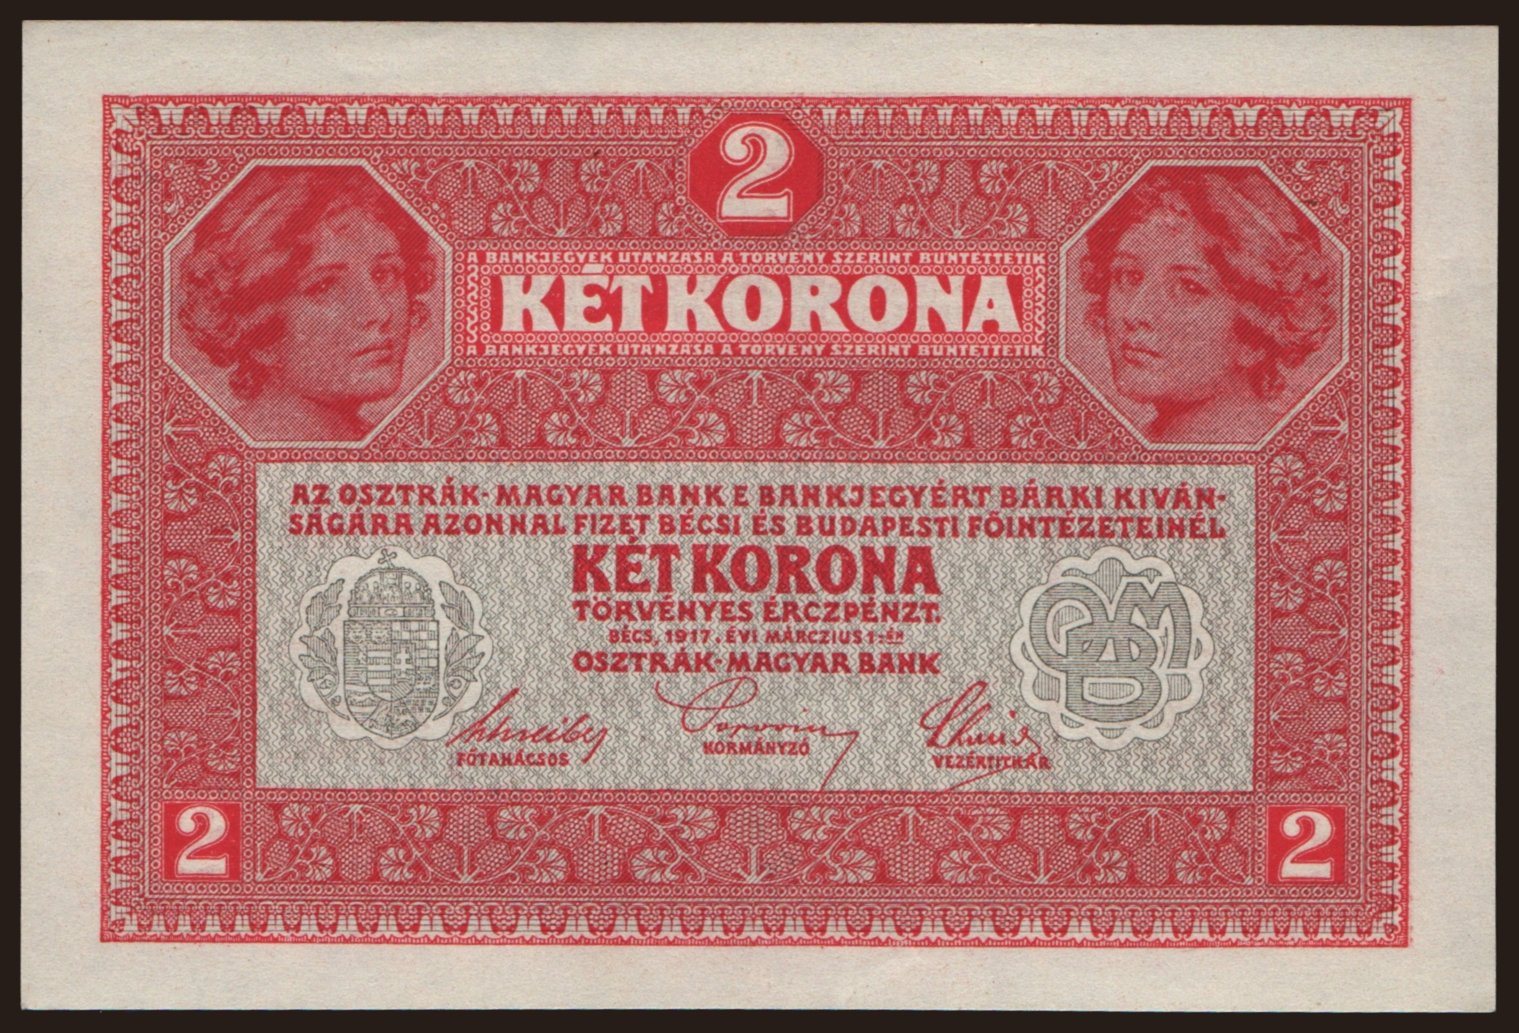 2
A BANKJEGYEK UTÁNZÁSA A TÖRVÉNY SZERINT BÜNTETTETIK
KÉT KORONA
A BANKJEGYEK UTÁNZÁSA A TÖRVÉNY SZERINT BÜNTETTETIK
AZ OSZTRÁK-MAGYAR BANK E BANKJEGYÉRT BÁRKI KIVÁN-
SÁGÁRA AZONNAL FIZET BÉCSI ÉS BUDAPESTI FŐINTÉZETEINÉL
KÉT KORONA
TÖRVÉNYES ÉRCZPÉNZT.
BÉCS, 1917. ÉVI MÁRCZIUS 1-ÉN
OSZTRÁK-MAGYAR BANK
FŐTANÁCSOS KORMÁNYZÓ VEZÉRTITKÁR
2 2